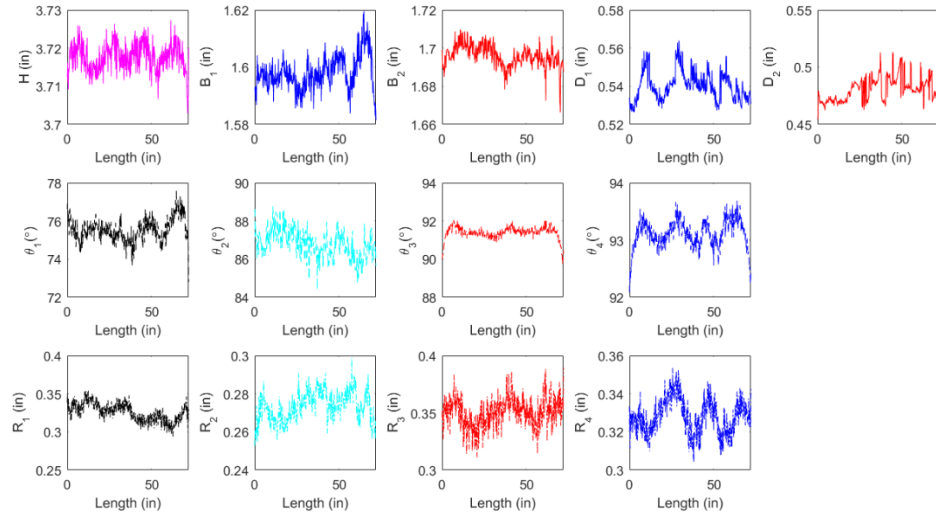 3.73
3.72
3.71
3.7
H (in)
0
50
Length (in)
1.62
1.6
1.58
B₁ (in)
0
50
Length (in)
1.72
1.7
1.68
1.66
B₂ (in)
0
50
Length (in)
0.58
0.56
0.54
0.52
D₁ (in)
0
50
Length (in)
0.55
0.5
0.45
D₂ (in)
0
50
Length (in)
78
76
74
72
θ₁(°)
0
50
Length (in)
90
88
86
84
θ₂(°)
0
50
Length (in)
94
92
90
88
θ₃(°)
0
50
Length (in)
94
93
92
θ₄(°)
0
50
Length (in)
0.4
0.35
0.3
0.25
R₁ (in)
0
50
Length (in)
0.3
0.28
0.26
0.24
R₂ (in)
0
50
Length (in)
0.4
0.35
0.3
R₃ (in)
0
50
Length (in)
0.36
0.34
0.32
0.3
R₄ (in)
0
50
Length (in)